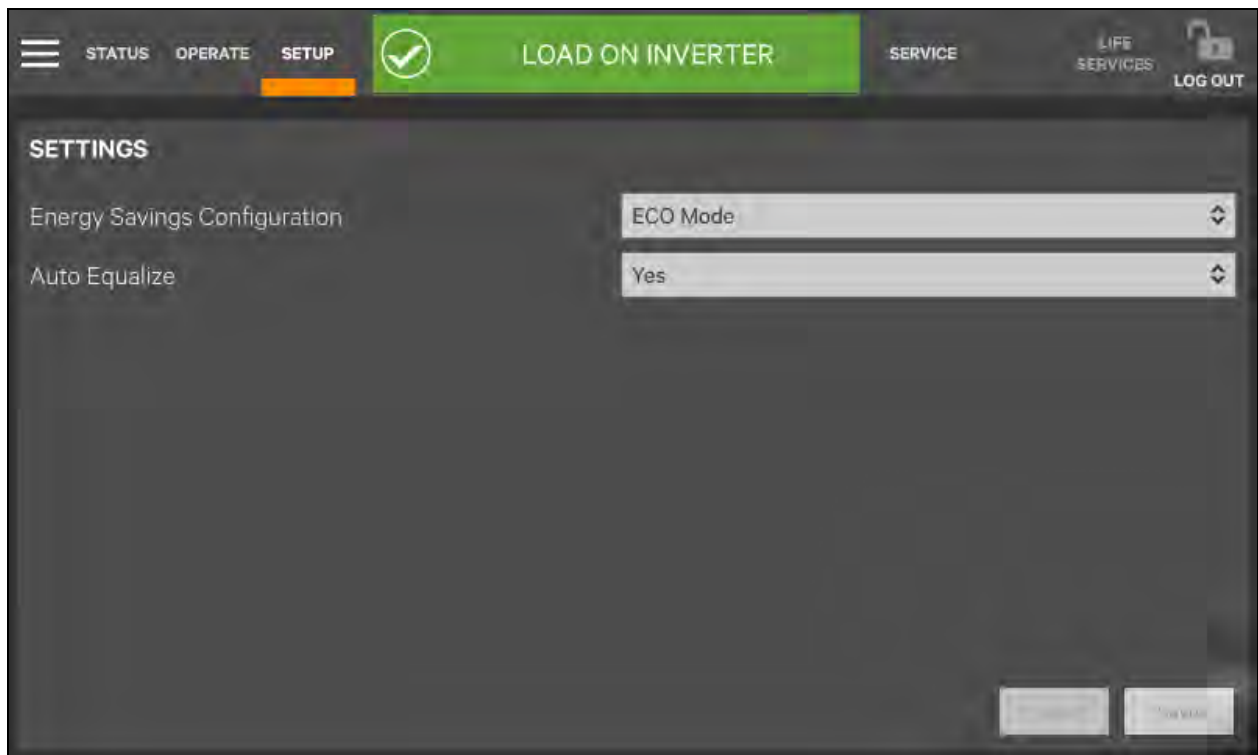 STATUS OPERATE SETUP LOAD ON INVERTER SERVICE LIFE SERVICES LOG OUT
SETTINGS
Energy Savings Configuration ECO Mode
Auto Equalize Yes